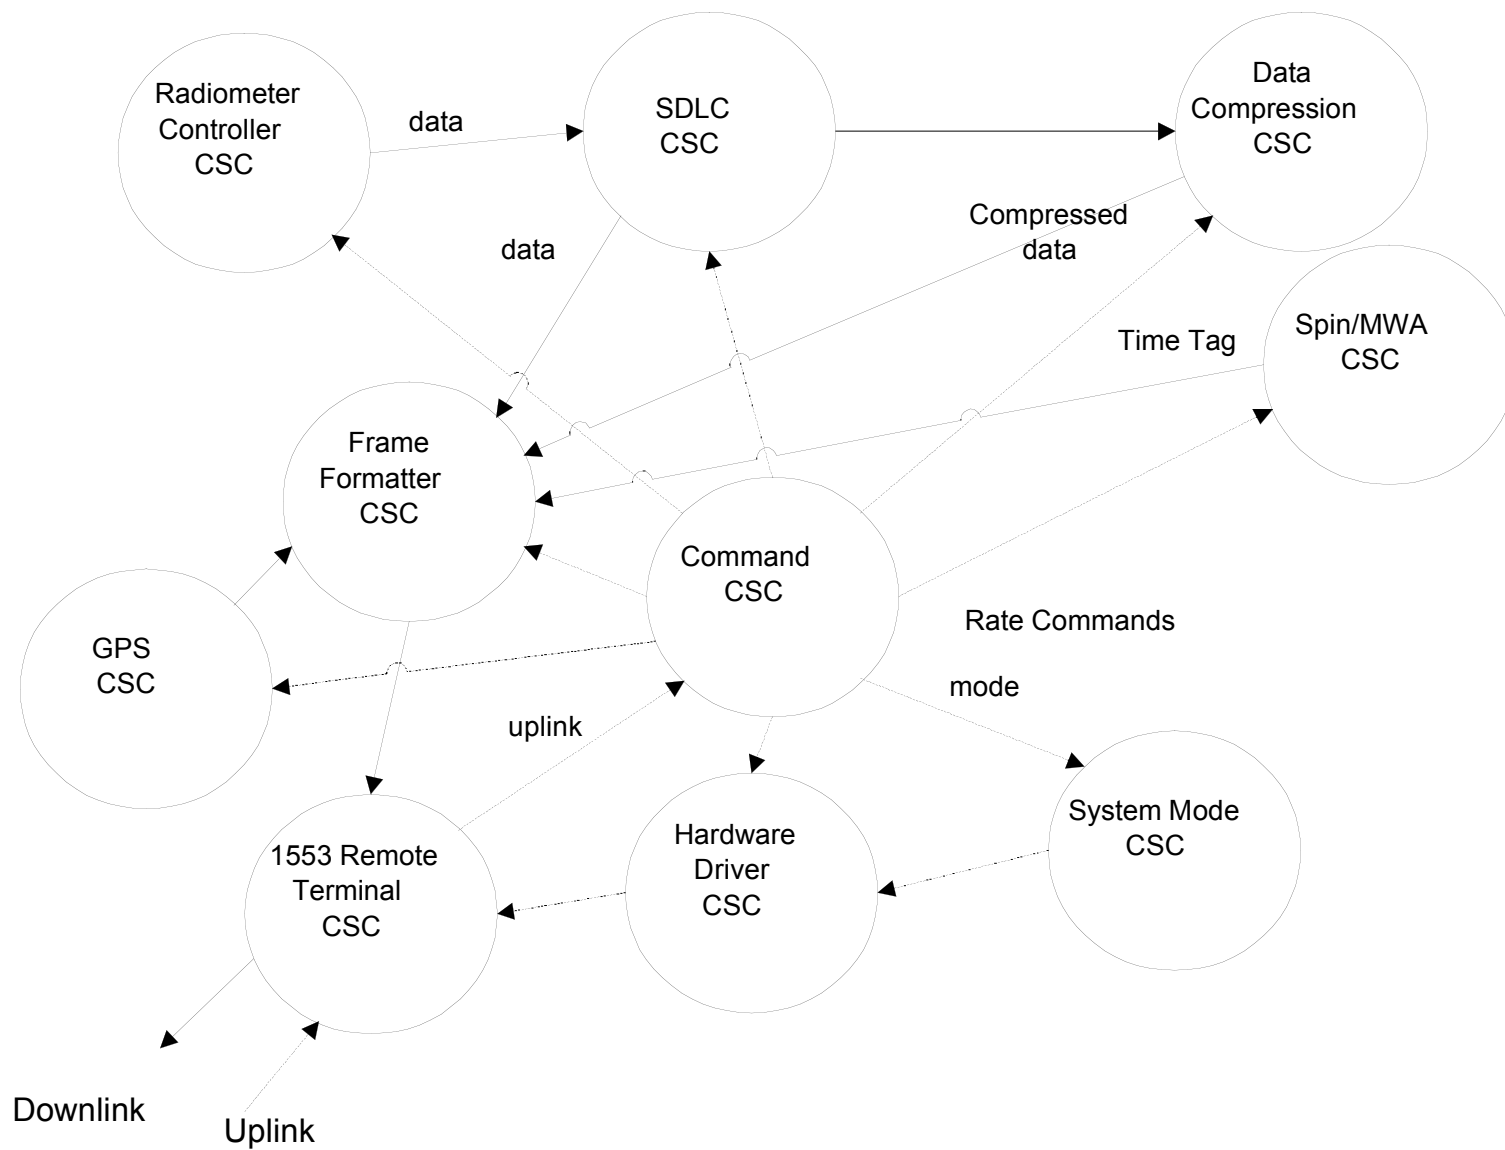 Radiometer
Controller
CSC
data
SDLC
CSC
Data
Compression
CSC
data
Compressed
data
Time Tag
Spin/MWA
CSC
Frame
Formatter
CSC
Command
CSC
Rate Commands
GPS
CSC
mode
uplink
System Mode
CSC
Hardware
Driver
CSC
1553 Remote
Terminal
CSC
Downlink
Uplink